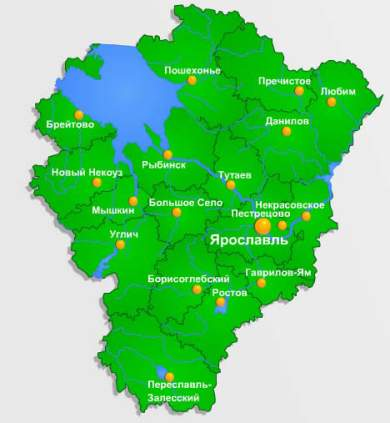 Пошехонье
Пречистое
Любим
Брейтово
Данилов
Рыбинск
Новый Некоуз
Тутаев
Мышкин
Большое Село
Некрасовское
Пестрецово
Ярославль
Углич
Борисоглебский
Гаврилов-Ям
Ростов
Переславль-
Залесский